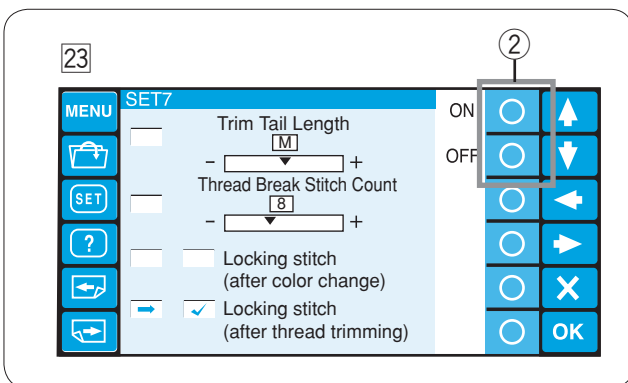 23
2
MENU
SET7
Trim Tail Length
M
- +
ON
OFF
SET
Thread Break Stitch Count
8
- +
?
Locking stitch
(after color change)
Locking stitch
(after thread trimming)
OK